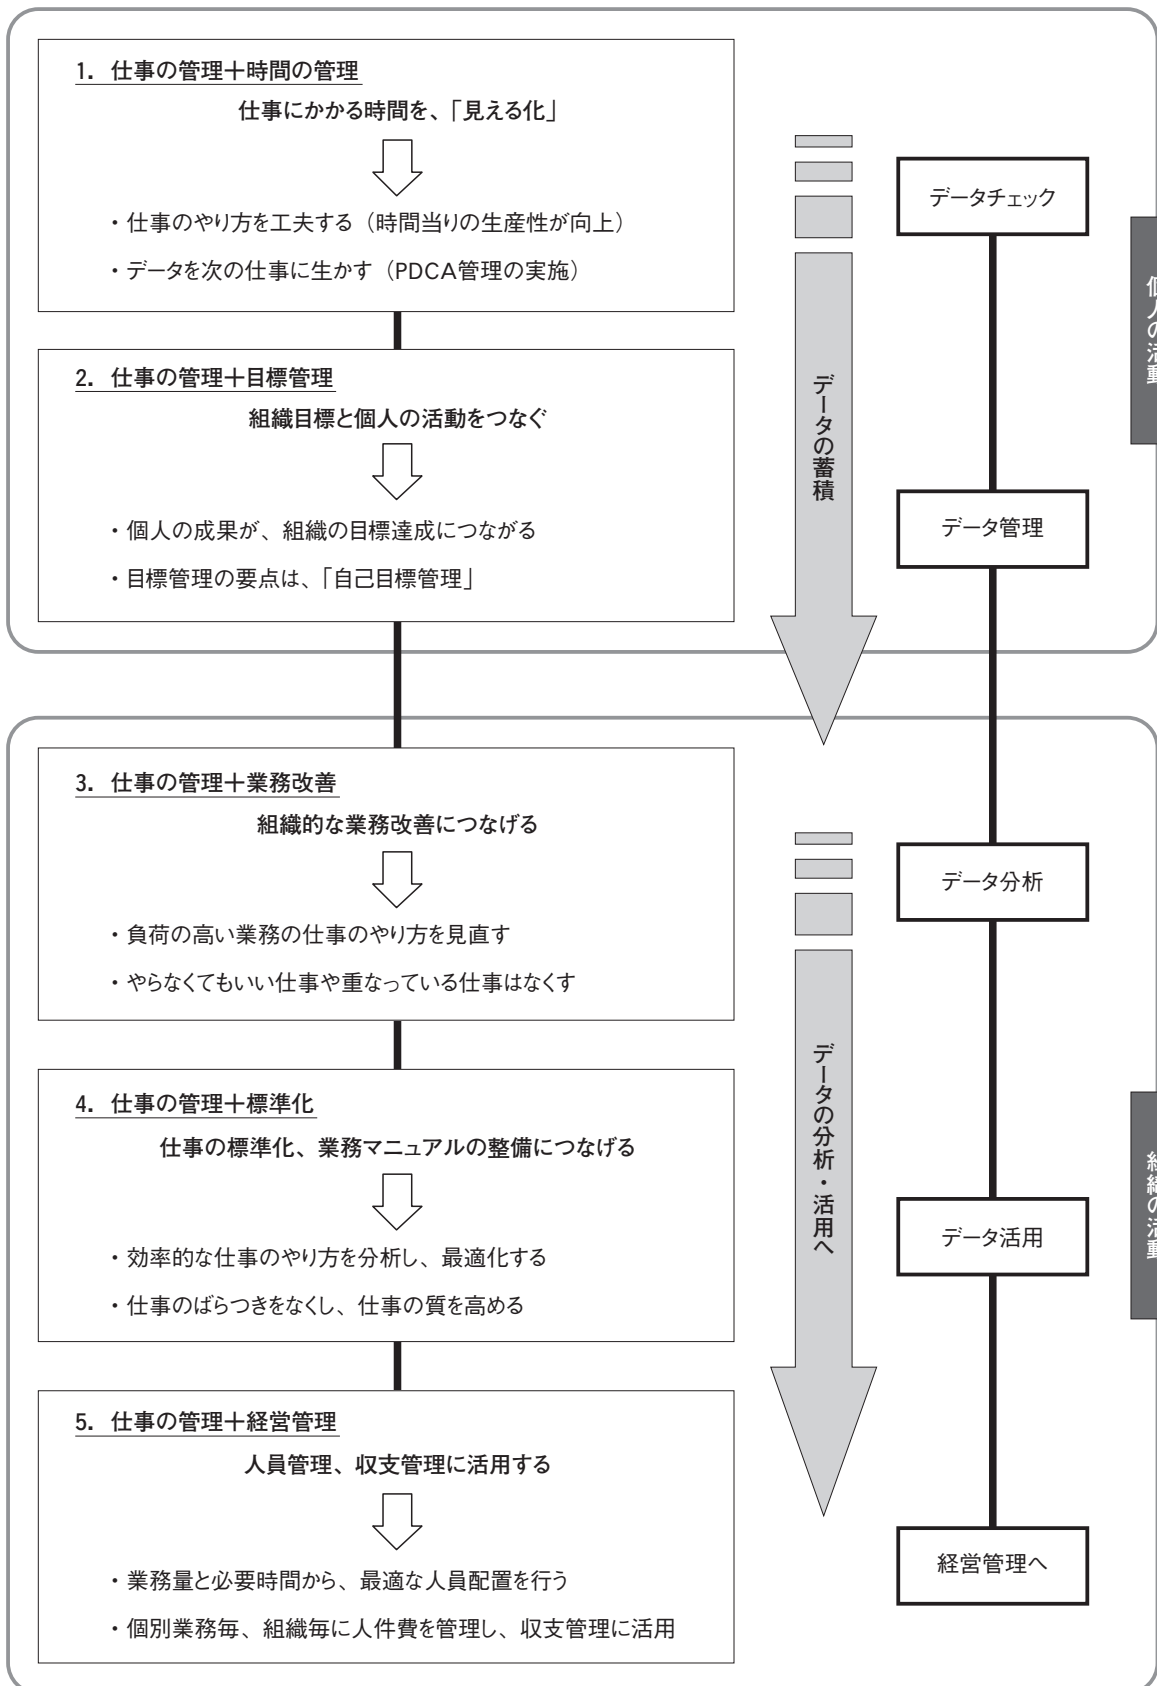 1. 仕事の管理＋時間の管理
仕事にかかる時間を、「見える化」
・仕事のやり方を工夫する（時間当りの生産性が向上）
・データを次の仕事に生かす（PDCA管理の実施）
2. 仕事の管理＋目標管理
組織目標と個人の活動をつなぐ
・個人の成果が、組織の目標達成につながる
・目標管理の要点は、「自己目標管理」
データの蓄積
データチェック
データ管理
個人の活動
3. 仕事の管理＋業務改善
組織的な業務改善につなげる
・負荷の高い業務の仕事のやり方を見直す
・やらなくてもいい仕事や重なっている仕事はなくす
4. 仕事の管理＋標準化
仕事の標準化、業務マニュアルの整備につなげる
・効率的な仕事のやり方を分析し、最適化する
・仕事のばらつきをなくし、仕事の質を高める
5. 仕事の管理＋経営管理
人員管理、収支管理に活用する
・業務量と必要時間から、最適な人員配置を行う
・個別業務毎、組織毎に人件費を管理し、収支管理に活用
データの分析・活用へ
データ分析
データ活用
経営管理へ
組織の活動